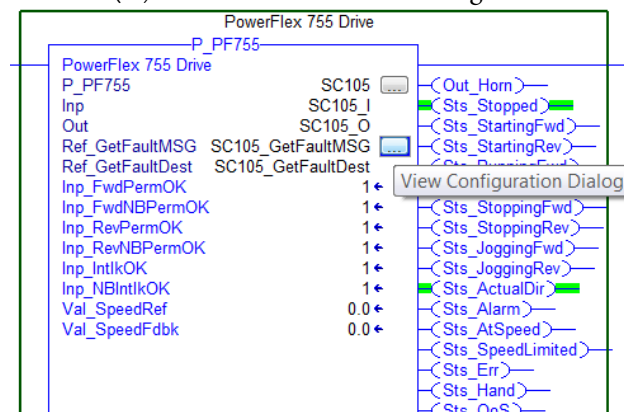 PowerFlex 755 Drive
P_PF755
PowerFlex 755 Drive
P_PF755 SC105 ... Out_Horn
Inp SC105_I Sts_Stopped
Out SC105_O Sts_StartingFwd
Ref_GetFaultMSG SC105_GetFaultMSG ... Sts_StartingRev
Ref_GetFaultDest SC105_GetFaultDest
View Configuration Dialog
Inp_FwdPermOK 1
Inp_FwdNBPermOK 1 Sts_StoppingFwd
Inp_RevPermOK 1 Sts_StoppingRev
Inp_RevNBPermOK 1 Sts_JoggingFwd
Inp_IntlkOK 1 Sts_JoggingRev
Inp_NBIntlkOK 1 Sts_ActualDir
Val_SpeedRef 0.0 Sts_Alarm
Val_SpeedFdbk 0.0 Sts_AtSpeed
Sts_SpeedLimited
Sts_Err
Sts_Hand